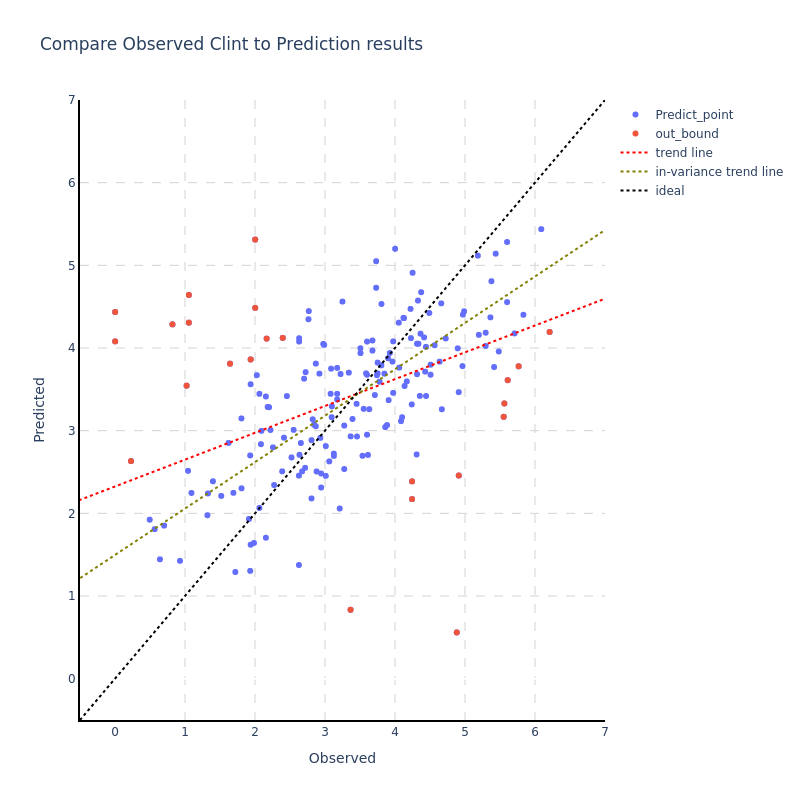 Compare Observed Clint to Prediction results
Predict_point
out_bound
trend line
in-variance trend line
ideal
7
6
5
4
3
2
1
0
Predicted
0 1 2 3 4 5 6 7
Observed